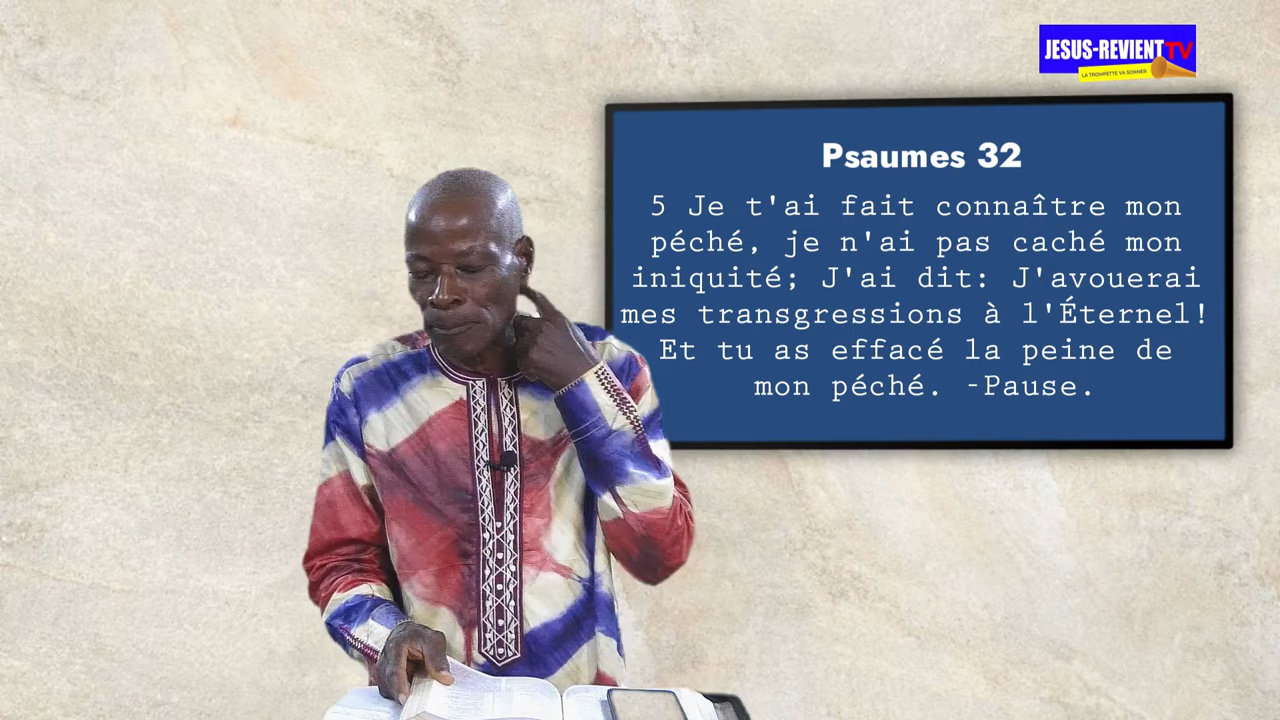 JESUS-REVIENT TV
LA TROMPETTE VA SONNER
Psaumes 32
5 Je t'ai fait connaître mon
péché, je n'ai pas caché mon
iniquité; J'ai dit: J'avouerai
mes transgressions à l'Éternel!
Et tu as effacé la peine de
mon péché. -Pause.